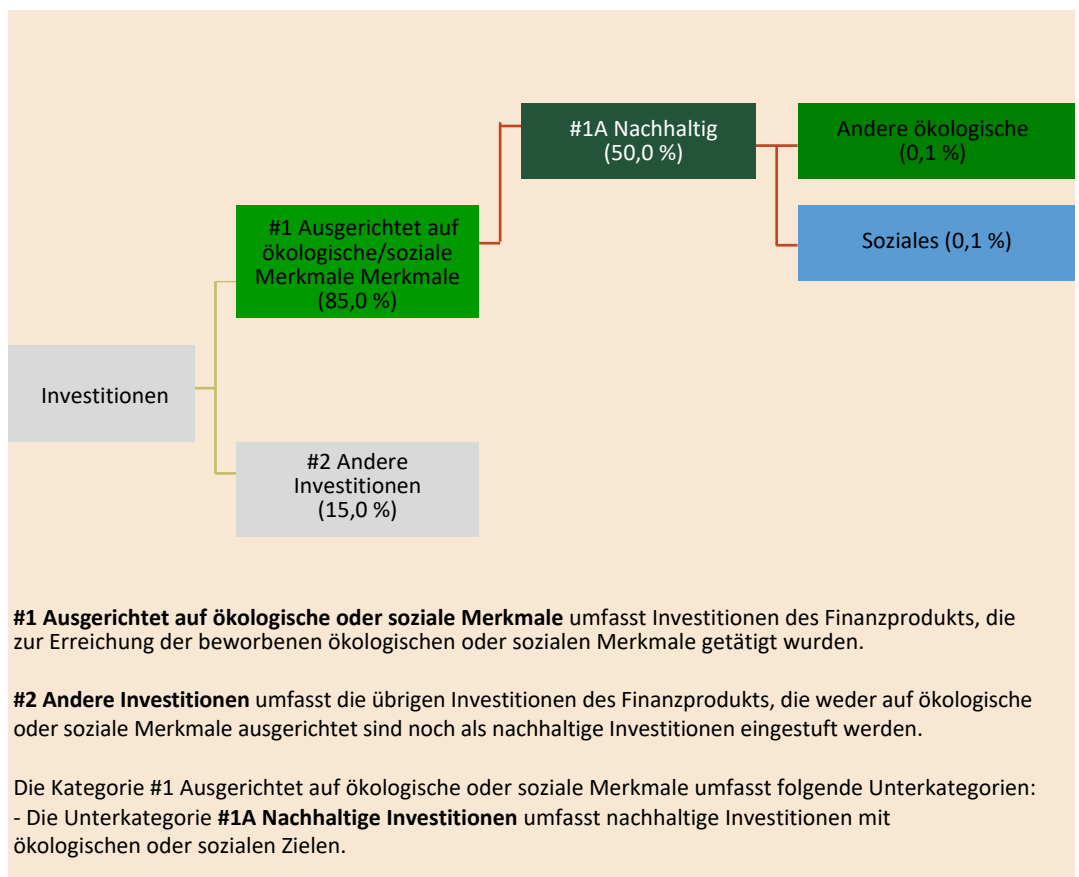 #1A Nachhaltig
(50,0 %)
Andere ökologische
(0,1 %)
#1 Ausgerichtet auf
ökologische/soziale
Merkmale Merkmale
(85,0 %)
Soziales (0,1 %)
Investitionen
#2 Andere
Investitionen
(15,0 %)
#1 Ausgerichtet auf ökologische oder soziale Merkmale umfasst Investitionen des Finanzprodukts, die
zur Erreichung der beworbenen ökologischen oder sozialen Merkmale getätigt wurden.
#2 Andere Investitionen umfasst die übrigen Investitionen des Finanzprodukts, die weder auf ökologische
oder soziale Merkmale ausgerichtet sind noch als nachhaltige Investitionen eingestuft werden.
Die Kategorie #1 Ausgerichtet auf ökologische oder soziale Merkmale umfasst folgende Unterkategorien:
- Die Unterkategorie #1A Nachhaltige Investitionen umfasst nachhaltige Investitionen mit
ökologischen oder sozialen Zielen.